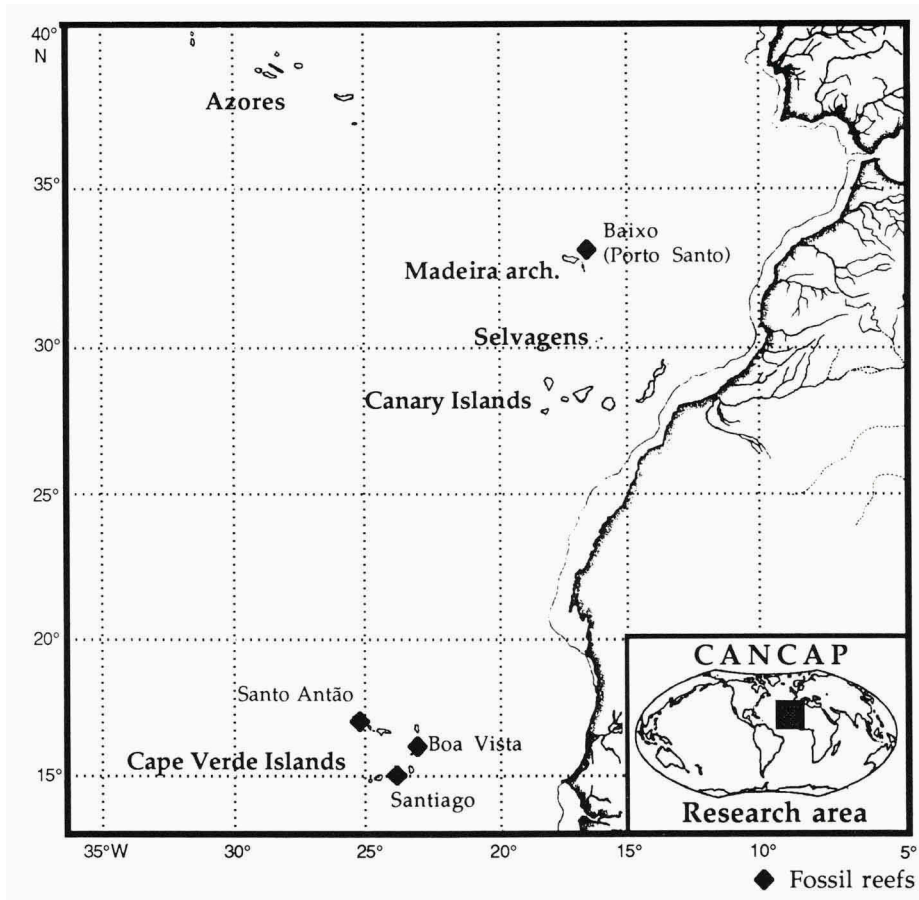 40°
N
Azores
35°
Baixo
(Porto Santo)
Madeira arch.
Selvagens
30°
Canary Islands
25°
20°
CANCAP
Santo Antão
Boa Vista
Cape Verde Islands
15°
Santiago
Research area
35°W
30°
25°
20°
15°
10°
5°
Fossil reefs